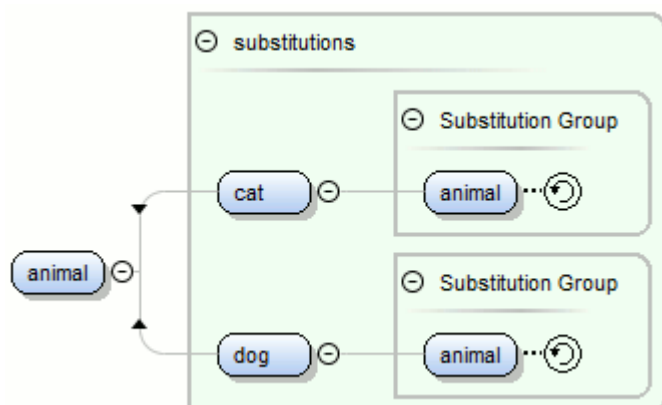 substitutions
Substitution Group
cat
animal
animal
Substitution Group
dog
animal